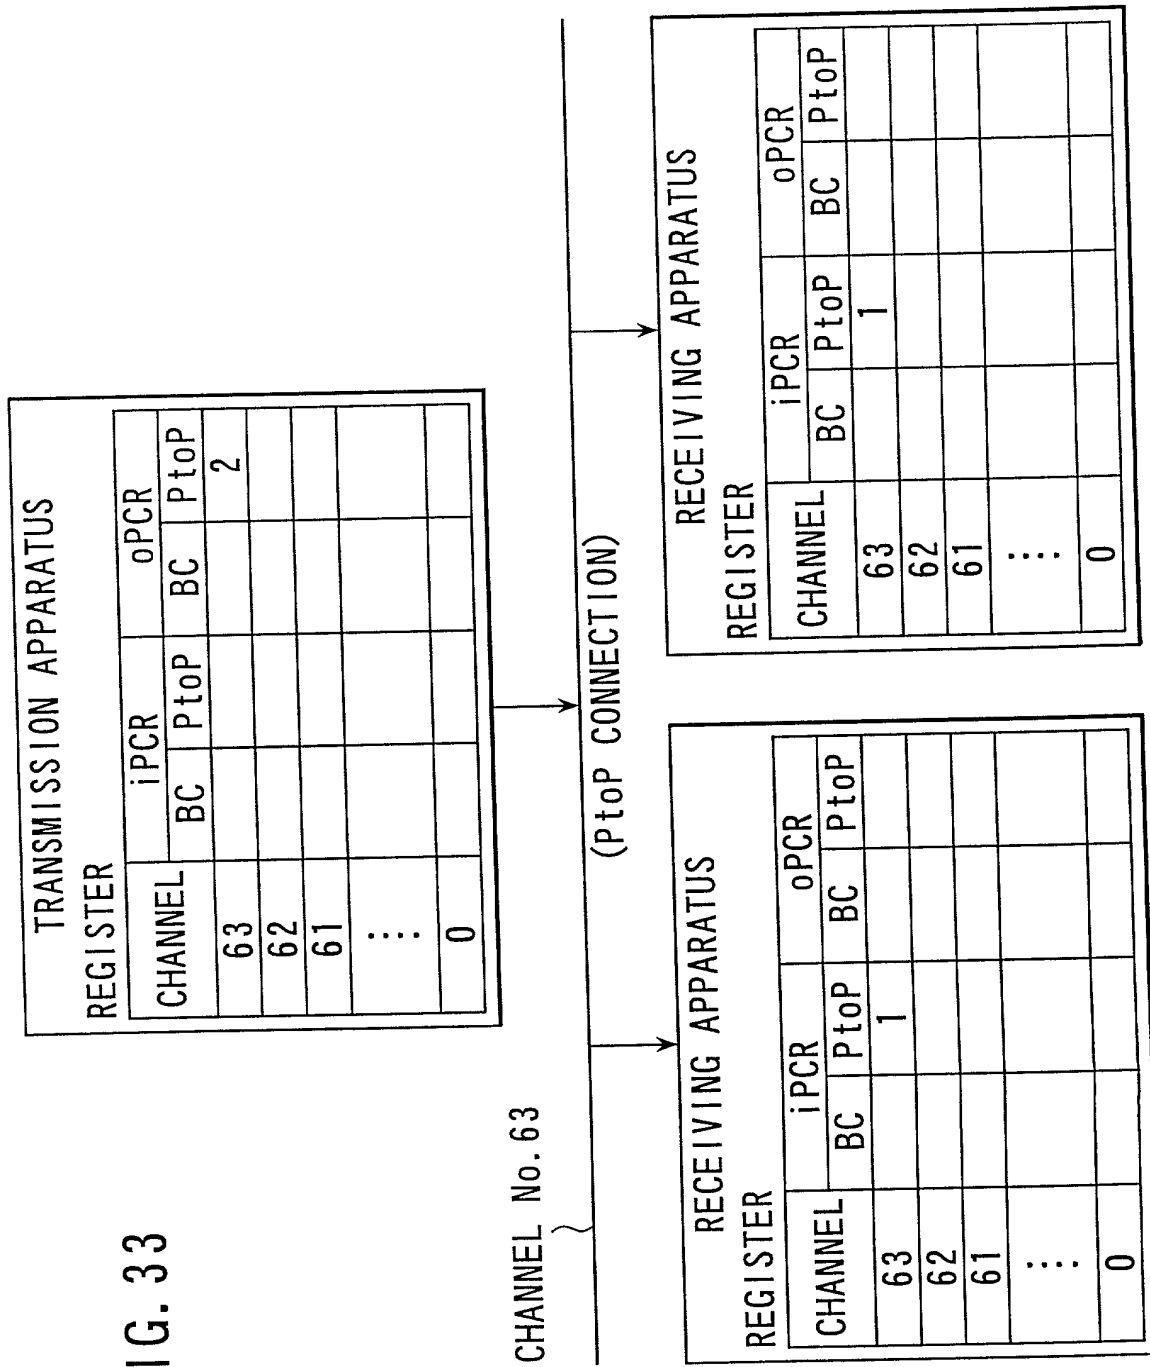 IG. 33
TRANSMISSION APPARATUS
REGISTER
CHANNEL iPCR oPCR
BC PtoP BC PtoP
63 2
62
61
....
0
CHANNEL No. 63
(PtoP CONNECTION)
RECEIVING APPARATUS
REGISTER
CHANNEL iPCR oPCR
BC PtoP BC PtoP
63 1
62
61
....
0
RECEIVING APPARATUS
REGISTER
CHANNEL iPCR oPCR
BC PtoP BC PtoP
63 1
62
61
....
0